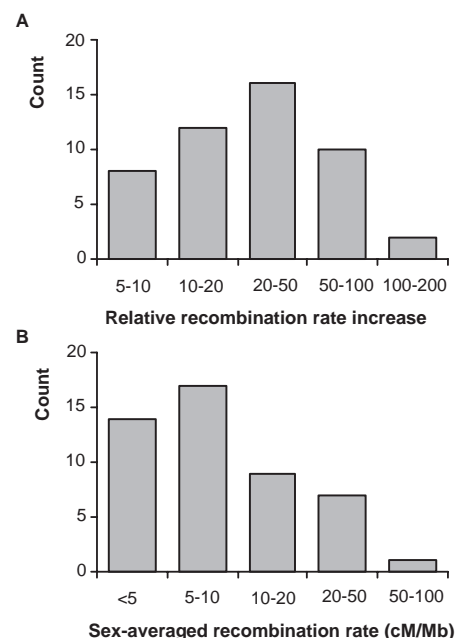 A
Count
20
15
10
5
0
5-10 10-20 20-50 50-100 100-200
Relative recombination rate increase
B
Count
20
15
10
5
0
<5 5-10 10-20 20-50 50-100
Sex-averaged recombination rate (cM/Mb)